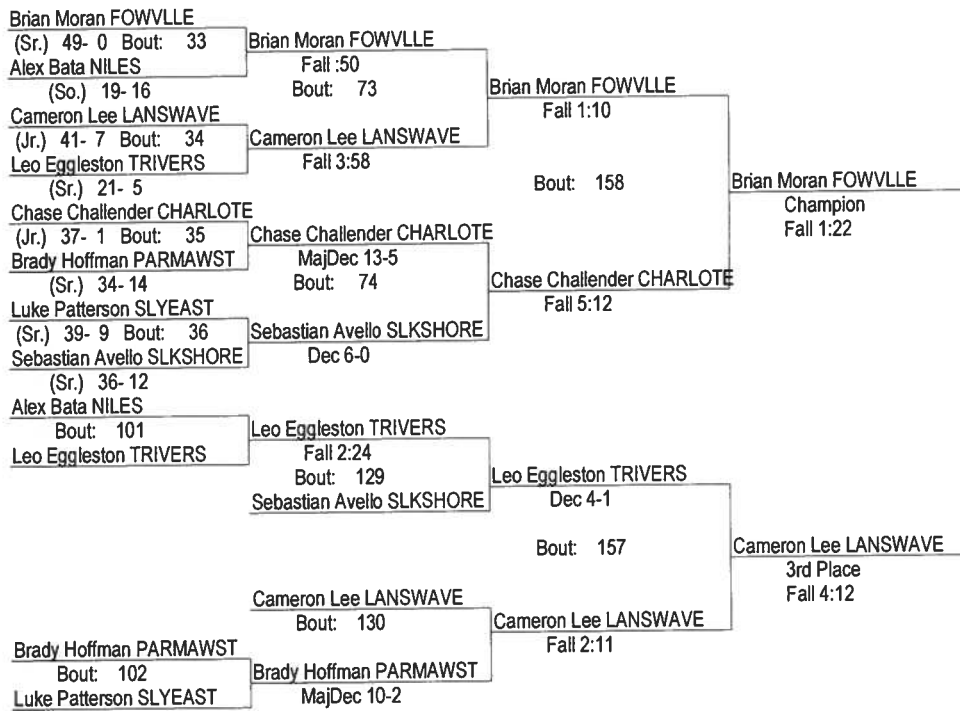 Brian Moran FOWVLLE
(Sr.) 49- 0 Bout: 33
Alex Bata NILES
(So.) 19- 16
Cameron Lee LANSWAVE
(Jr.) 41- 7 Bout: 34
Leo Eggleston TRIVERS
(Sr.) 21- 5
Chase Challender CHARLOTE
(Jr.) 37- 1 Bout: 35
Brady Hoffman PARMAWST
(Sr.) 34- 14
Luke Patterson SLYEAST
(Sr.) 39- 9 Bout: 36
Sebastian Avello SLKSHORE
(Sr.) 36- 12
Brian Moran FOWVLLE
Fall :50
Bout: 73
Cameron Lee LANSWAVE
Fall 3:58
Chase Challender CHARLOTE
MajDec 13-5
Bout: 74
Sebastian Avello SLKSHORE
Dec 6-0
Brian Moran FOWVLLE
Fall 1:10
Bout: 158
Chase Challender CHARLOTE
Fall 5:12
Brian Moran FOWVLLE
Champion
Fall 1:22
Alex Bata NILES
Bout: 101
Leo Eggleston TRIVERS
Leo Eggleston TRIVERS
Fall 2:24
Bout: 129
Sebastian Avello SLKSHORE
Leo Eggleston TRIVERS
Dec 4-1
Bout: 157
Cameron Lee LANSWAVE
3rd Place
Fall 4:12
Cameron Lee LANSWAVE
Bout: 130
Cameron Lee LANSWAVE
Fall 2:11
Brady Hoffman PARMAWST
Bout: 102
Luke Patterson SLYEAST
Brady Hoffman PARMAWST
MajDec 10-2